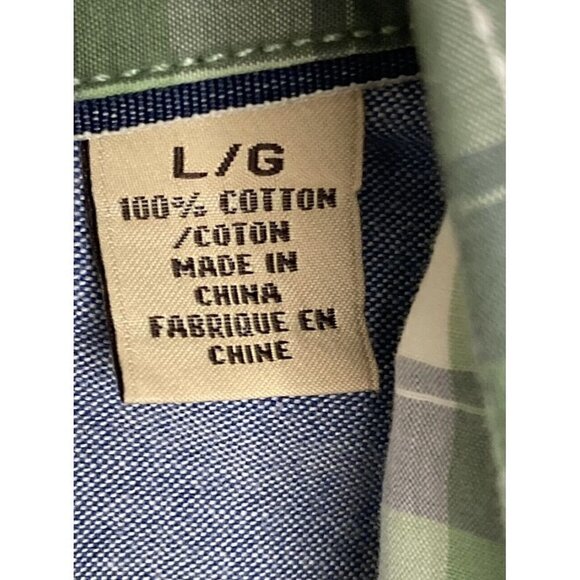 L/G
100% COTTON
/COTON
MADE IN
CHINA
FABRIQUE EN
CHINE